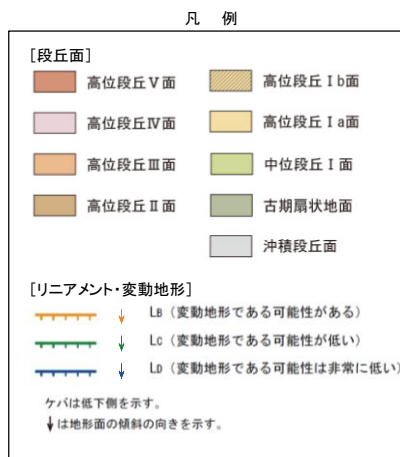 凡 例
[段丘面]
高位段丘Ⅴ面
高位段丘Ⅰb面
高位段丘Ⅳ面
高位段丘Ⅰa面
高位段丘Ⅲ面
中位段丘Ⅰ面
高位段丘Ⅱ面
古期扇状地面
沖積段丘面
[リニアメント・変動地形]
LB (変動地形である可能性がある)
LC (変動地形である可能性が低い)
LD (変動地形である可能性は非常に低い)
ケバは低下側を示す。
↓は地形面の傾斜の向きを示す。